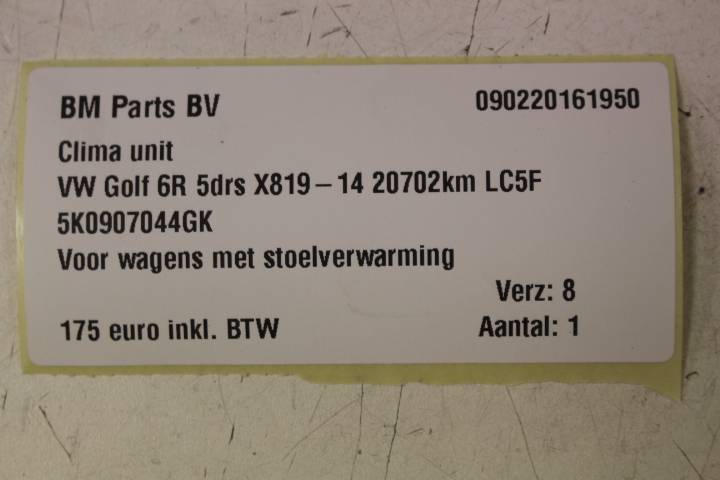 BM Parts BV 090220161950
Clima unit
VW Golf 6R 5drs X819-14 20702km LC5F
5K0907044GK
Voor wagens met stoelverwarming
Verz: 8
175 euro inkl. BTW Aantal: 1